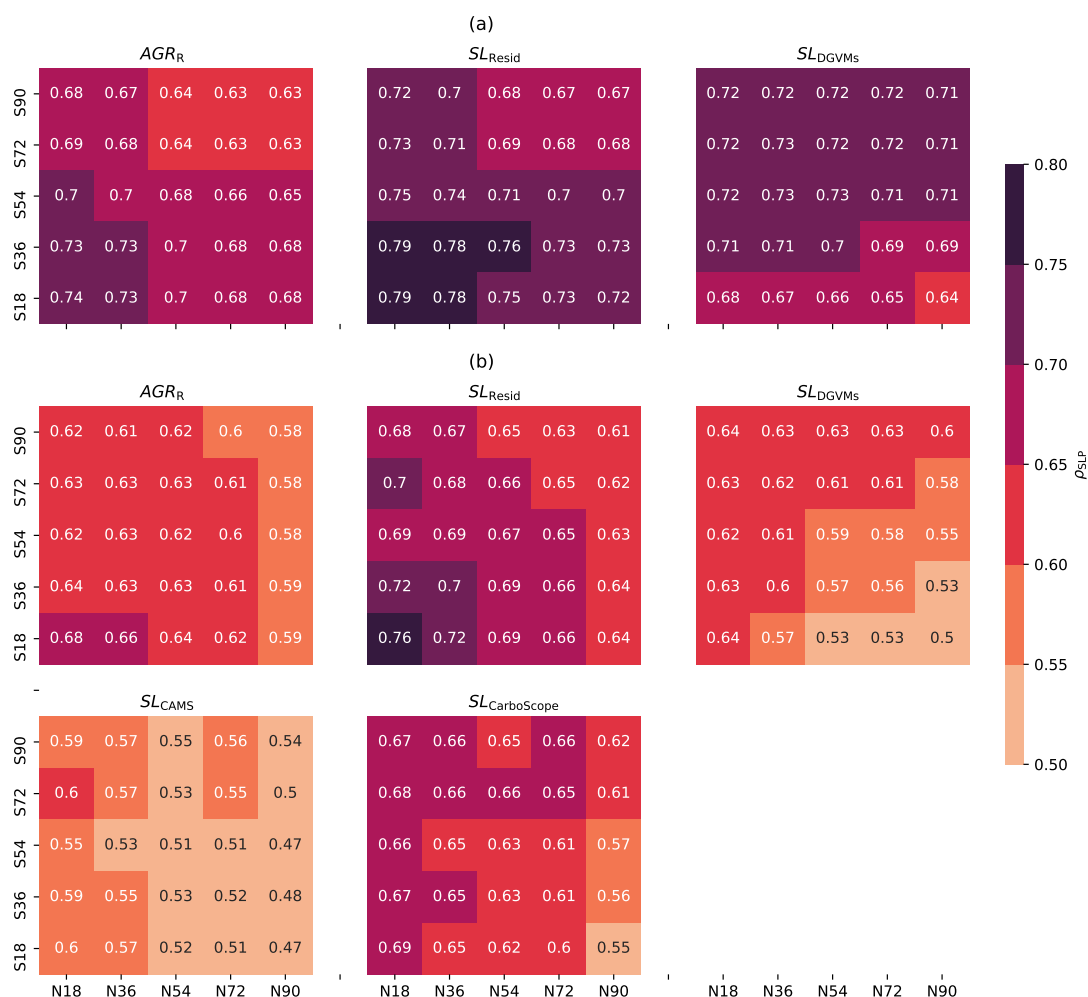 (a)
AGR_R SL_Resid SL_DGVMs
S90 0.68 0.67 0.64 0.63 0.63 0.72 0.7 0.68 0.67 0.67 0.72 0.72 0.72 0.72 0.71
S72 0.69 0.68 0.64 0.63 0.63 0.73 0.71 0.69 0.68 0.68 0.72 0.73 0.72 0.72 0.71
S54 0.7 0.7 0.68 0.66 0.65 0.75 0.74 0.71 0.7 0.7 0.72 0.73 0.73 0.71 0.71
S36 0.73 0.73 0.7 0.68 0.68 0.79 0.78 0.76 0.73 0.73 0.71 0.71 0.7 0.69 0.69
S18 0.74 0.73 0.7 0.68 0.68 0.79 0.78 0.75 0.73 0.72 0.68 0.67 0.66 0.65 0.64
(b)
AGR_R SL_Resid SL_DGVMs
S90 0.62 0.61 0.62 0.6 0.58 0.68 0.67 0.65 0.63 0.61 0.64 0.63 0.63 0.63 0.6
S72 0.63 0.63 0.63 0.61 0.58 0.7 0.68 0.66 0.65 0.62 0.63 0.62 0.61 0.61 0.58
S54 0.62 0.63 0.62 0.6 0.58 0.69 0.69 0.67 0.65 0.63 0.62 0.61 0.59 0.58 0.55
S36 0.64 0.63 0.63 0.61 0.59 0.72 0.7 0.69 0.66 0.64 0.63 0.6 0.57 0.56 0.53
S18 0.68 0.66 0.64 0.62 0.59 0.76 0.72 0.69 0.66 0.64 0.64 0.57 0.53 0.53 0.5
SL_CAMS SL_CarboScope
S90 0.59 0.57 0.55 0.56 0.54 0.67 0.66 0.65 0.66 0.62
S72 0.6 0.57 0.53 0.55 0.5 0.68 0.66 0.66 0.65 0.61
S54 0.55 0.53 0.51 0.51 0.47 0.66 0.65 0.63 0.61 0.57
S36 0.59 0.55 0.53 0.52 0.48 0.67 0.65 0.63 0.61 0.56
S18 0.6 0.57 0.52 0.51 0.47 0.69 0.65 0.62 0.6 0.55
N18 N36 N54 N72 N90 N18 N36 N54 N72 N90 N18 N36 N54 N72 N90
0.80
0.75
0.70
0.65
0.60
0.55
0.50
ρ_SLP